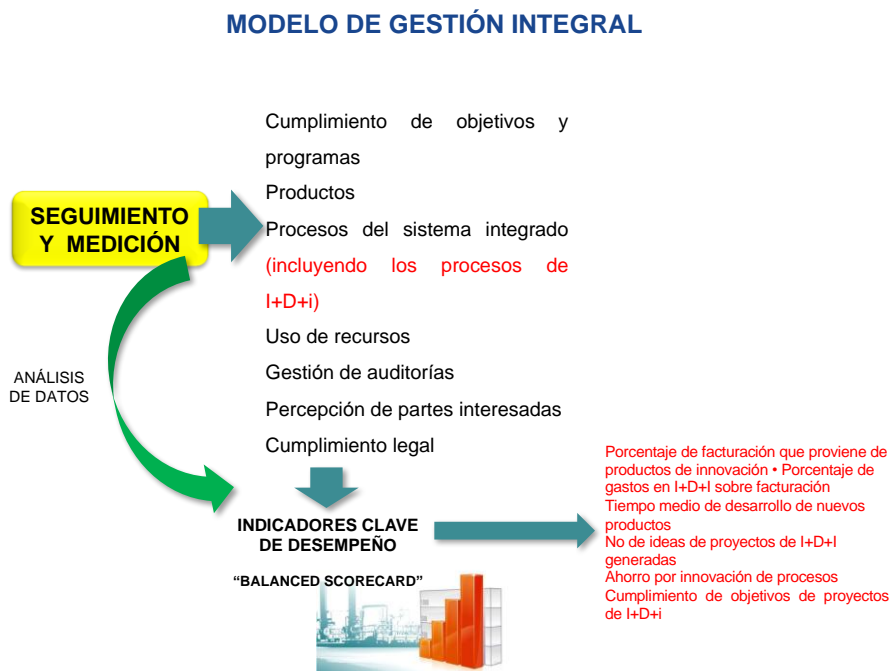 MODELO DE GESTIÓN INTEGRAL
Cumplimiento de objetivos y
programas
Productos
Procesos del sistema integrado
(incluyendo los procesos de
I+D+i)
Uso de recursos
Gestión de auditorías
Percepción de partes interesadas
Cumplimiento legal
SEGUIMIENTO
Y MEDICIÓN
ANÁLISIS
DE DATOS
INDICADORES CLAVE
DE DESEMPEÑO
“BALANCED SCORECARD”
Porcentaje de facturación que proviene de
productos de innovación • Porcentaje de
gastos en I+D+I sobre facturación
Tiempo medio de desarrollo de nuevos
productos
No de ideas de proyectos de I+D+I
generadas
Ahorro por innovación de procesos
Cumplimiento de objetivos de proyectos
de I+D+i